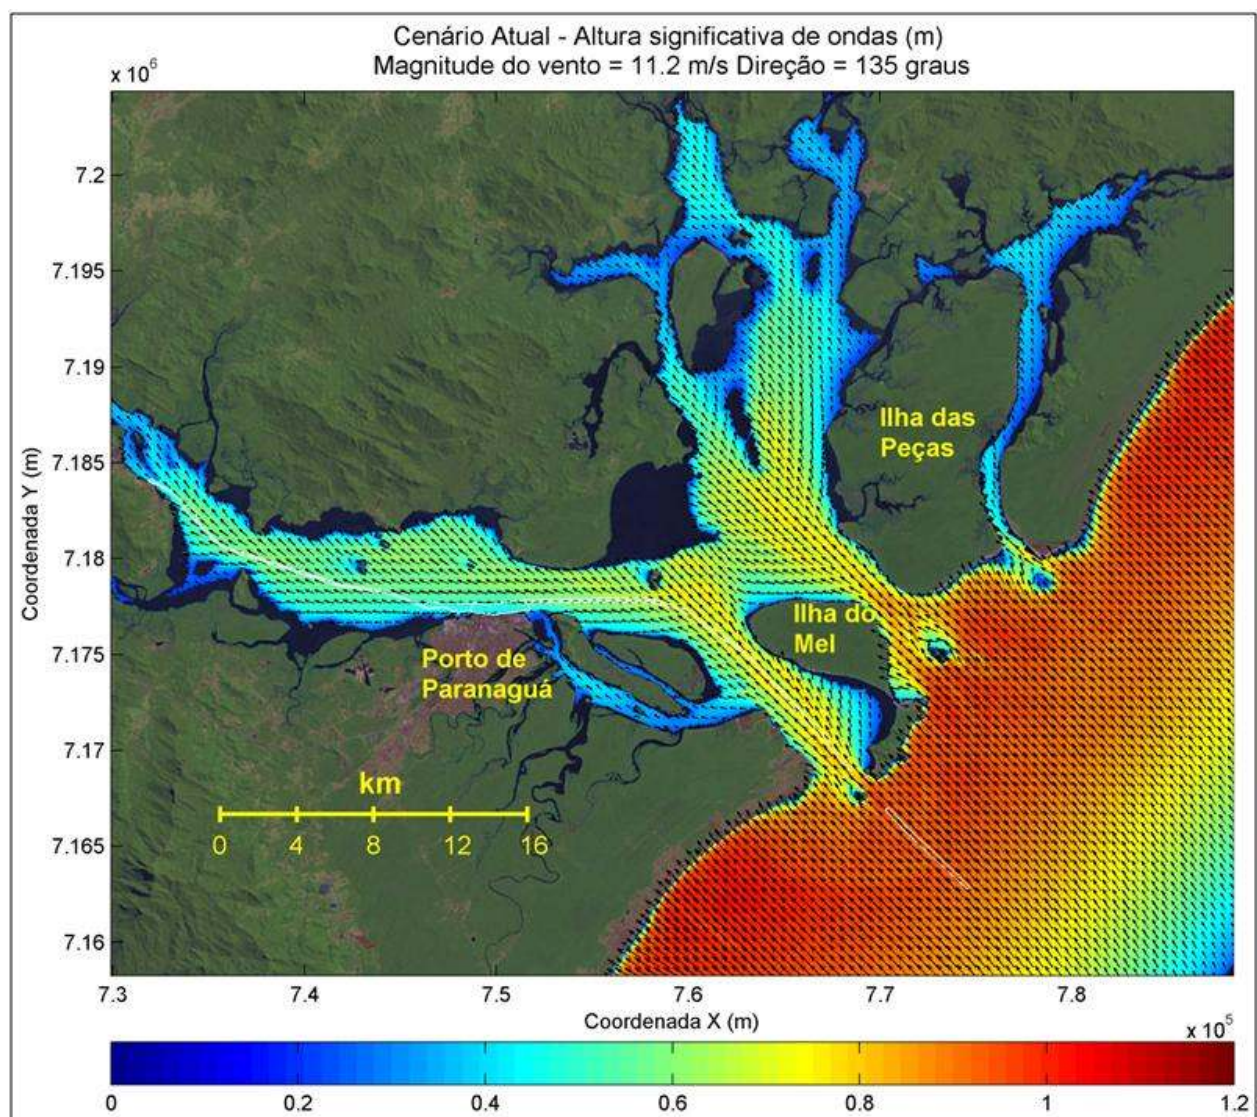 Cenário Atual - Altura significativa de ondas (m)
Magnitude do vento = 11.2 m/s Direção = 135 graus
x 10⁶
7.2
7.195
7.19
7.185
7.18
7.175
7.17
7.165
7.16
Coordenada Y (m)
Ilha das
Peças
Ilha do
Mel
Porto de
Paranaguá
km
0 4 8 12 16
7.3 7.4 7.5 7.6 7.7 7.8
Coordenada X (m)
x 10⁵
0 0.2 0.4 0.6 0.8 1 1.2